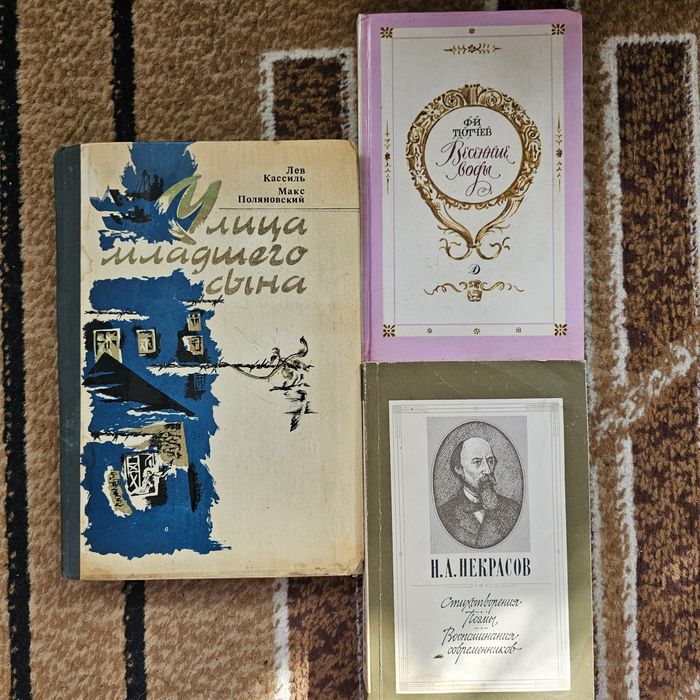 Лев
Кассиль
Макс
Поляновский
Улица
младшего
сына
Ф И
ТЮТЧЕВ
Весенние
воды
Д
Н.А.НЕКРАСОВ
Стихотворения
Поэмы
Воспоминания
современников